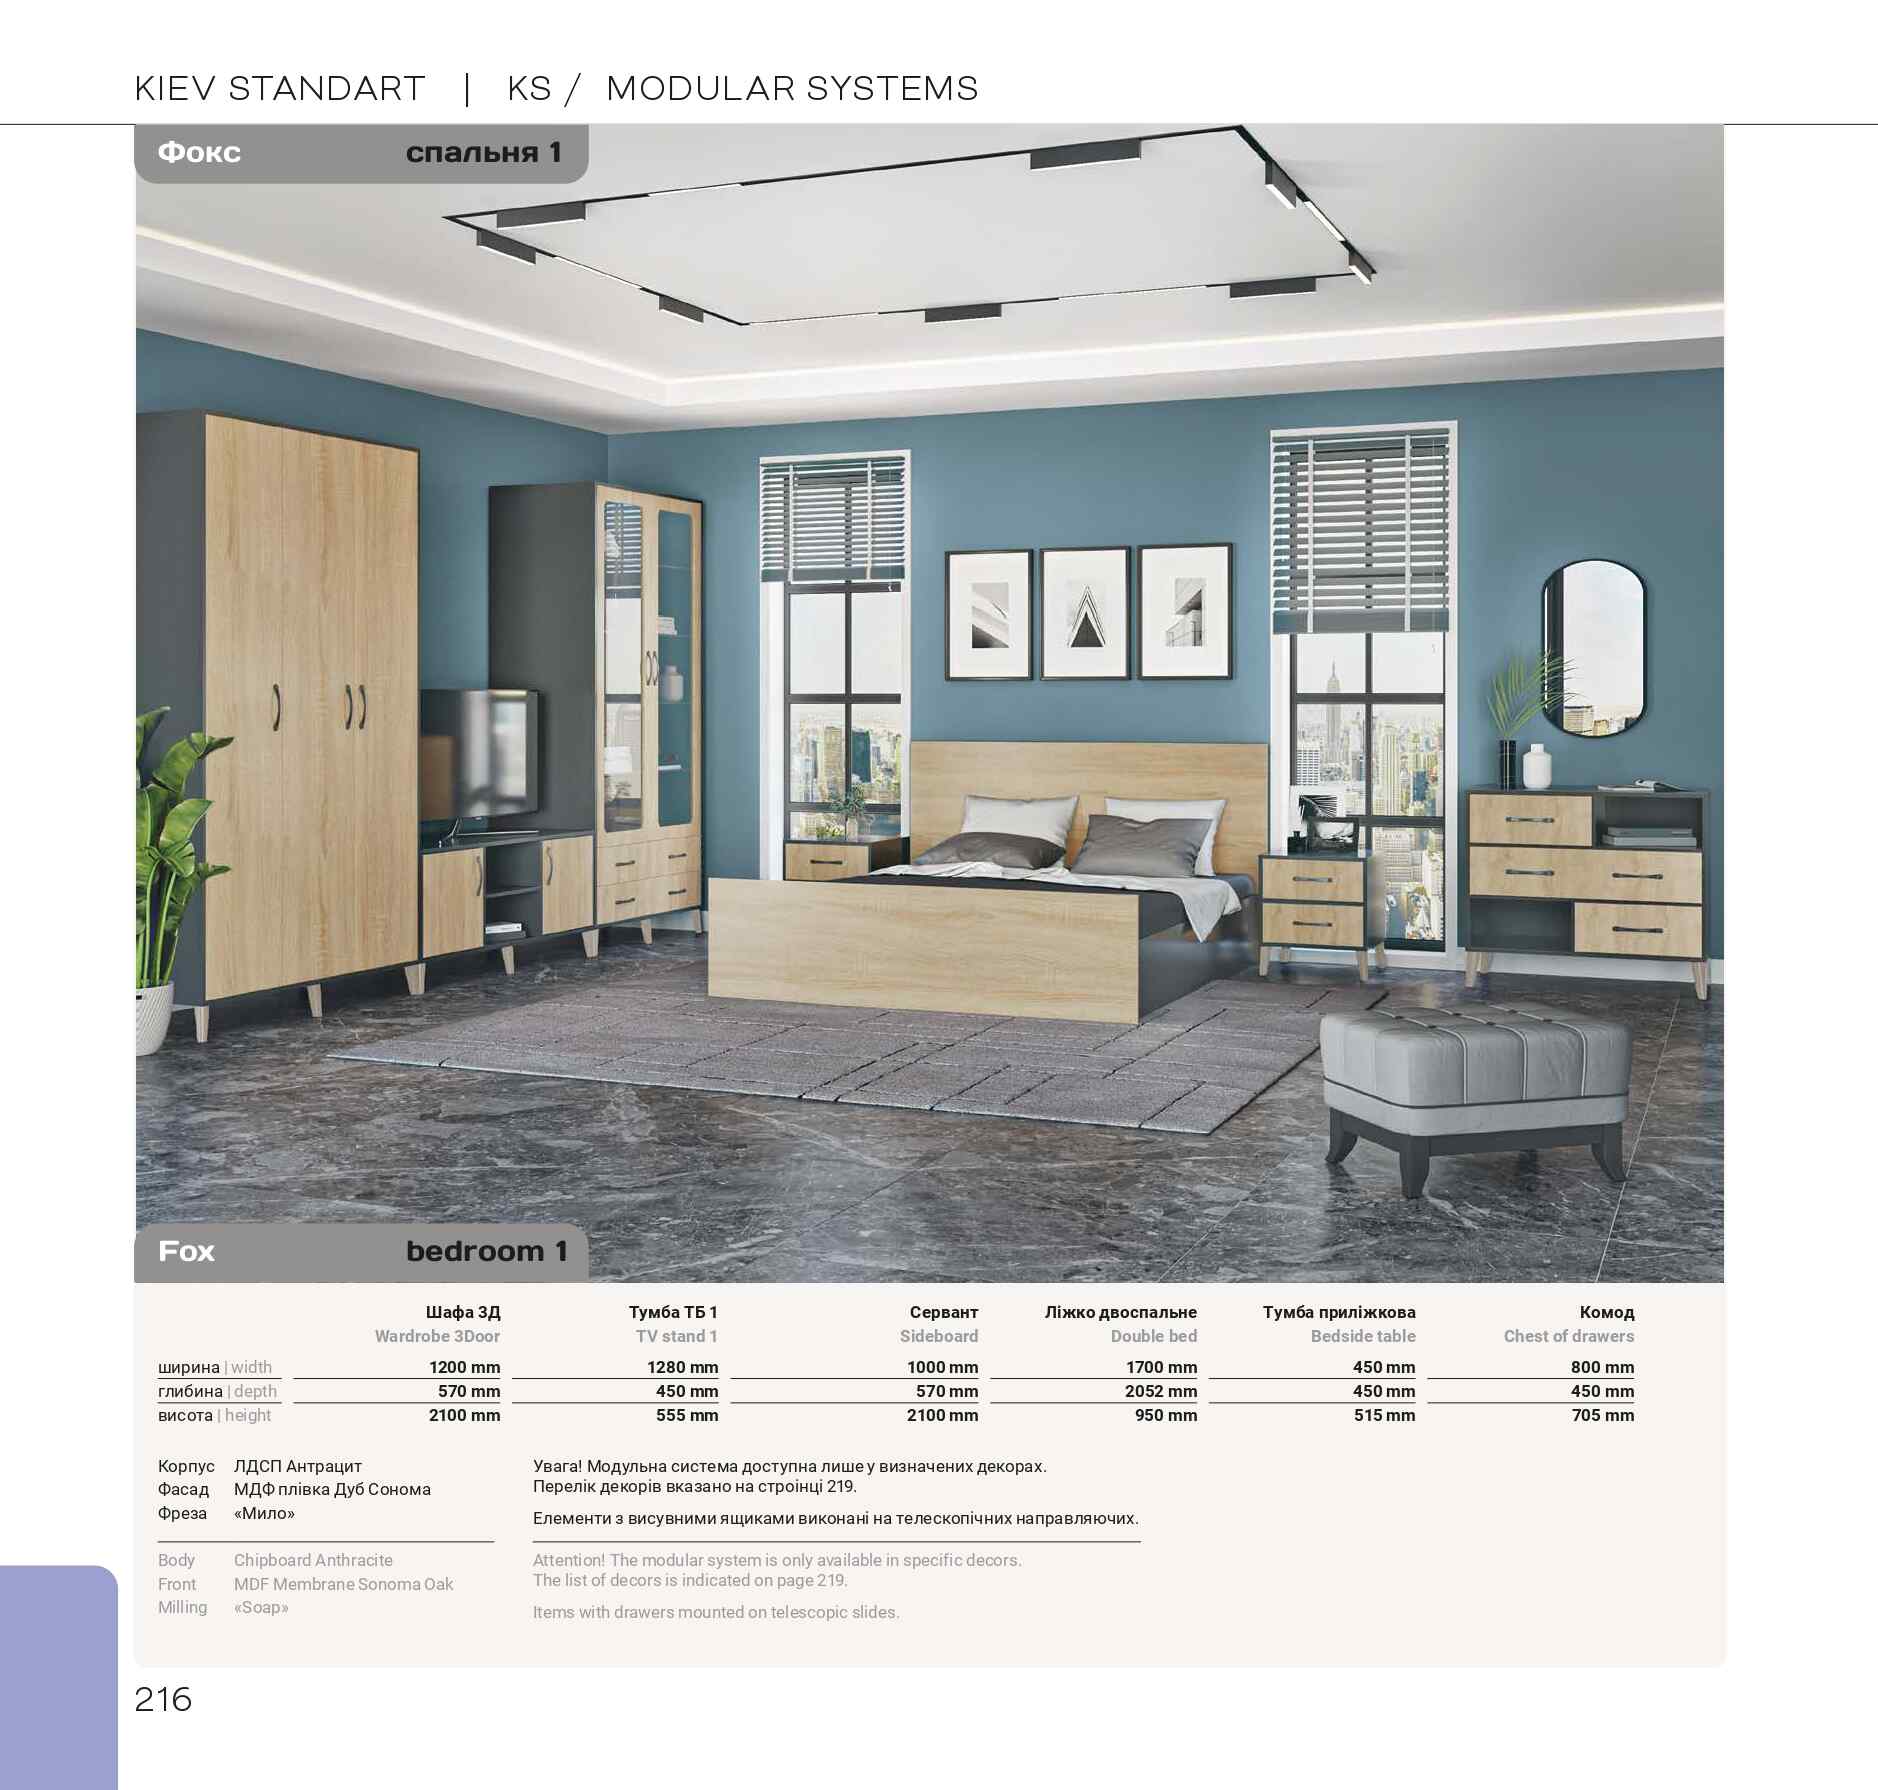 KIEV STANDART | KS / MODULAR SYSTEMS
Фокс спальня 1
Fox bedroom 1
Шафа 3Д Тумба ТБ 1 Сервант Ліжко двоспальне Тумба приліжкова Комод
Wardrobe 3Door TV stand 1 Sideboard Double bed Bedside table Chest of drawers
ширина | width 1200 mm 1280 mm 1000 mm 1700 mm 450 mm 800 mm
глибина | depth 570 mm 450 mm 570 mm 2052 mm 450 mm 450 mm
висота | height 2100 mm 555 mm 2100 mm 950 mm 515 mm 705 mm
Корпус ЛДСП Антрацит
Фасад МДФ плівка Дуб Сонома
Фреза «Мило»
Body Chipboard Anthracite
Front MDF Membrane Sonoma Oak
Milling «Soap»
Увага! Модульна система доступна лише у визначених декорах.
Перелік декорів вказано на строінці 219.
Елементи з висувними ящиками виконані на телескопічних направляючих.
Attention! The modular system is only available in specific decors.
The list of decors is indicated on page 219.
Items with drawers mounted on telescopic slides.
216